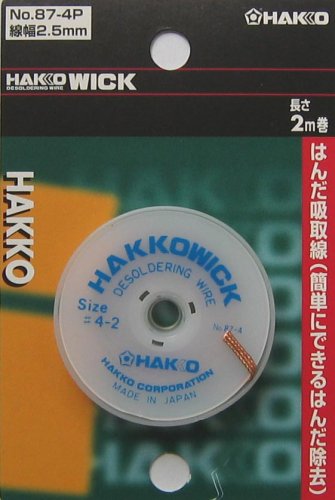 No.87-4P
線幅2.5mm
HAKKO
HAKKO WICK
DESOLDERING WIRE
長さ
2m巻
はんだ吸取線(簡単にできるはんだ除去)
HAKKO
HAKKOWICK
DESOLDERING WIRE
Size
=4-2
No.87-4
HAKKO
HAKKO CORPORATION
MADE IN JAPAN